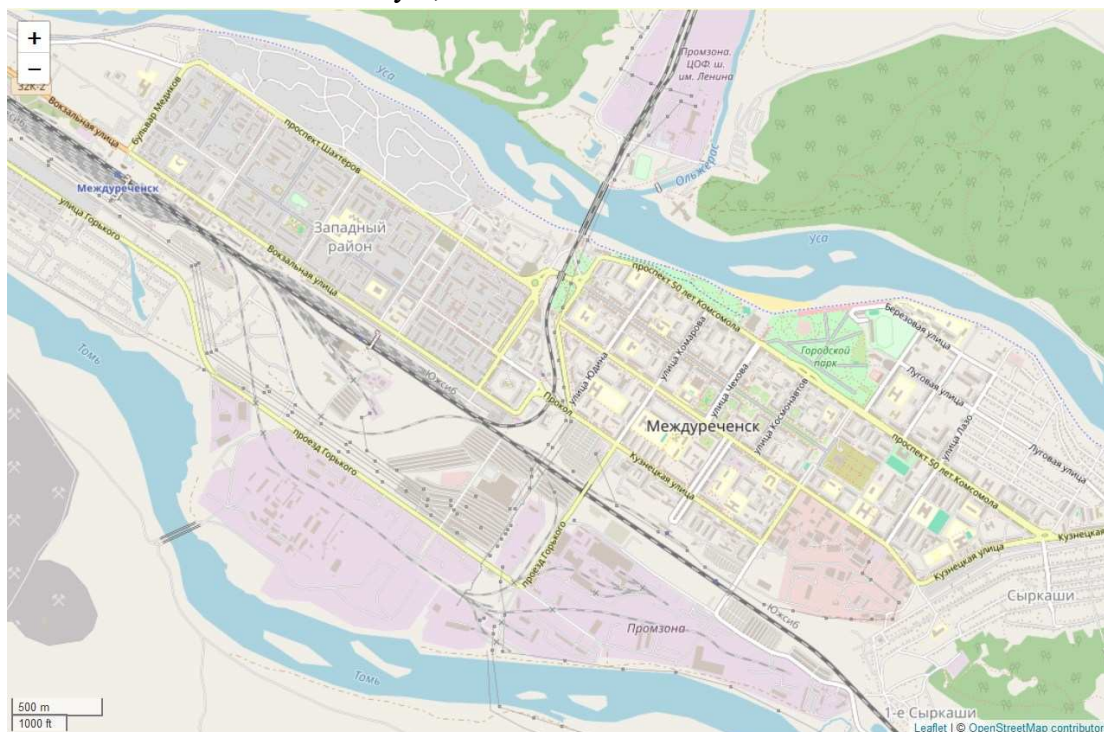 +
−
32К-2
Уса
Промзона.
ЦОФ. ш.
им. Ленина
Вокзальная улица
бульвар Медиков
проспект Шахтёров
Ольжерас
Междуреченск
улица Горького
Западный
район
Вокзальная улица
Уса
проспект 50 лет Комсомола
Березовая улица
Городской
парк
Томь
Южсиб
улица Юдина
улица Комарова
улица Чехова
улица Космонавтов
Луговая улица
улица Лазо
Прокол
Междуреченск
проезд Горького
Кузнецкая улица
проспект 50 лет Комсомола
Луговая улица
проезд Горького
Кузнецкая улица
Кузнецкая
Сыркаши
Южсиб
Промзона
Томь
1-е Сыркаши
500 m
1000 ft
Leaflet | © OpenStreetMap contributor